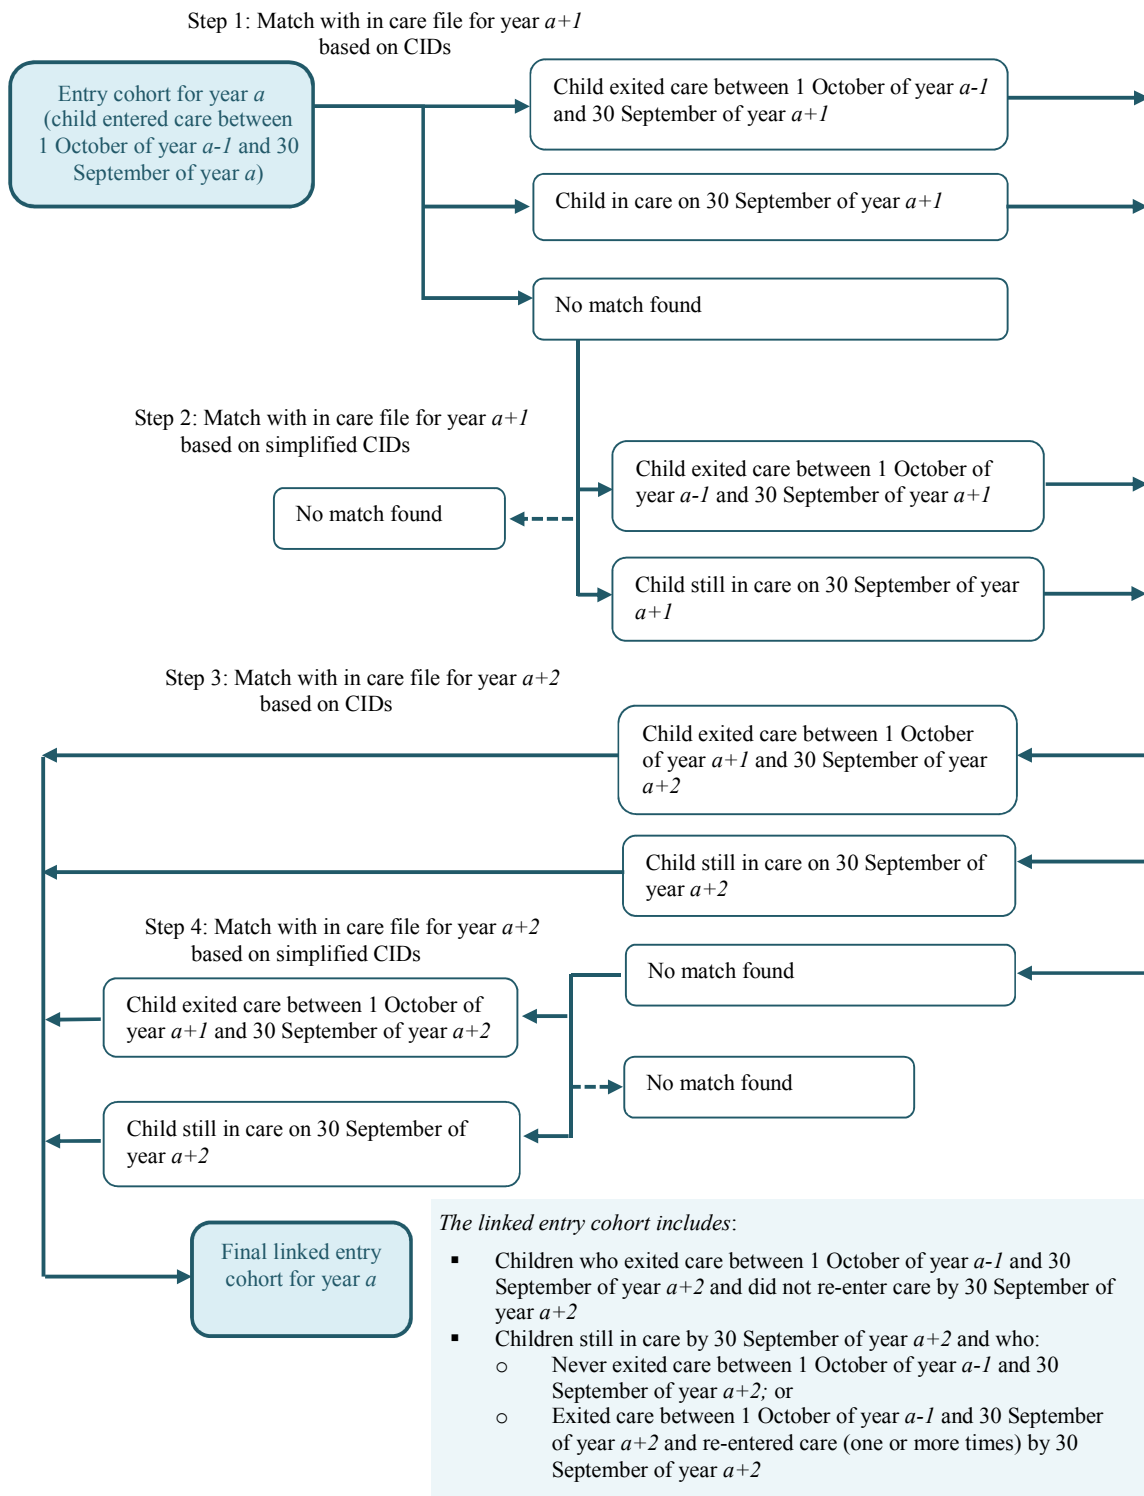 Step 1: Match with in care file for year a+1
based on CIDs
Entry cohort for year a
(child entered care between
1 October of year a-1 and 30
September of year a)
Child exited care between 1 October of year a-1
and 30 September of year a+1
Child in care on 30 September of year a+1
No match found
Step 2: Match with in care file for year a+1
based on simplified CIDs
Child exited care between 1 October of
year a-1 and 30 September of year a+1
No match found
Child still in care on 30 September of year
a+1
Step 3: Match with in care file for year a+2
based on CIDs
Child exited care between 1 October
of year a+1 and 30 September of year
a+2
Child still in care on 30 September of
year a+2
Step 4: Match with in care file for year a+2
based on simplified CIDs
No match found
Child exited care between 1 October of
year a+1 and 30 September of year a+2
No match found
Child still in care on 30 September of
year a+2
Final linked entry
cohort for year a
The linked entry cohort includes:
▪ Children who exited care between 1 October of year a-1 and 30
September of year a+2 and did not re-enter care by 30 September of
year a+2
▪ Children still in care by 30 September of year a+2 and who:
o Never exited care between 1 October of year a-1 and 30
September of year a+2; or
o Exited care between 1 October of year a-1 and 30 September
of year a+2 and re-entered care (one or more times) by 30
September of year a+2